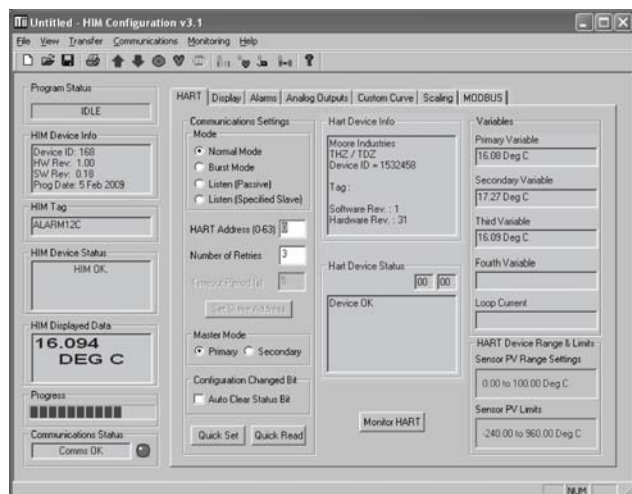 Untitled - HIM Configuration v3.1
File View Transfer Communications Monitoring Help
Program Status
IDLE
HIM Device Info
Device ID: 168
HW Rev: 1.00
SW Rev: 0.18
Prog Date: 5 Feb 2009
HIM Tag
ALARM12C
HIM Device Status
HIM OK.
HIM Displayed Data
16.094
DEG C
Progress
Communications Status
Comms OK
HART Display Alarms Analog Outputs Custom Curve Scaling MODBUS
Communications Settings
Mode
Normal Mode
Burst Mode
Listen (Passive)
Listen (Specified Slave)
HART Address (0-63)
Number of Retries 3
Timeout Period (s) 5
Set Slave Address
Master Mode
Primary Secondary
Configuration Changed Bit
Auto Clear Status Bit
Quick Set Quick Read
Hart Device Info
Moore Industries
THZ / TDZ
Device ID = 1532458
Tag :
Software Rev. : 1
Hardware Rev. : 31
Hart Device Status
00 00
Device OK
Monitor HART
Variables
Primary Variable
16.08 Deg C
Secondary Variable
17.27 Deg C
Third Variable
16.09 Deg C
Fourth Variable
Loop Current
HART Device Range & Limits
Sensor PV Range Settings
0.00 to 100.00 Deg C
Sensor PV Limits
-240.00 to 960.00 Deg C
NUM